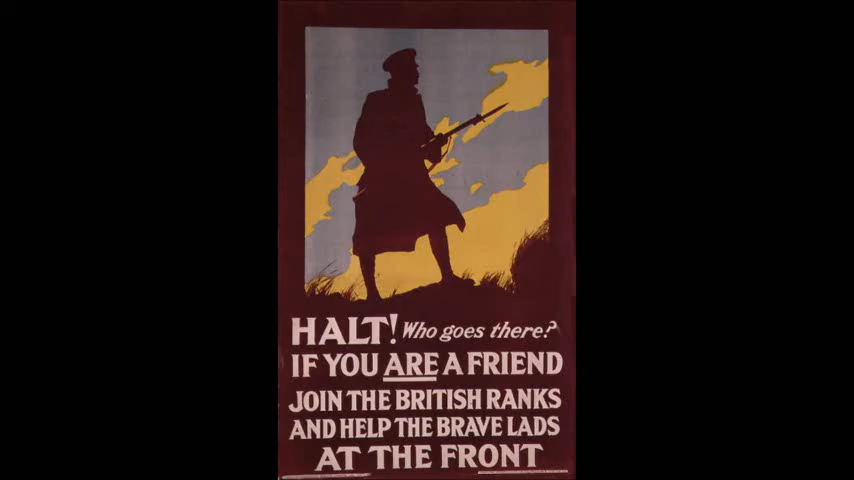 HALT! Who goes there?
IF YOU ARE A FRIEND
JOIN THE BRITISH RANKS
AND HELP THE BRAVE LADS
AT THE FRONT